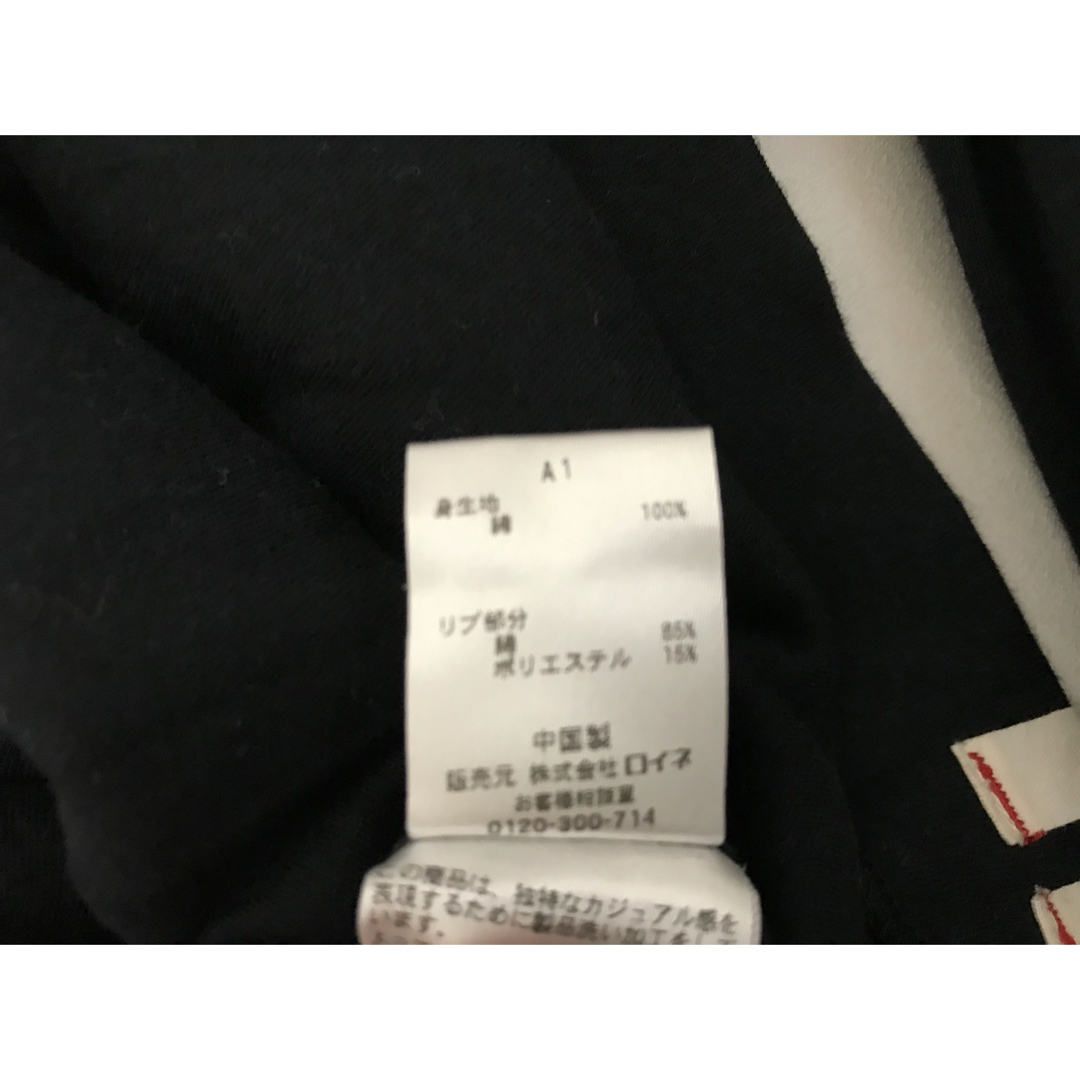 A1
身生地 100%
綿
リブ部分
綿 85%
ポリエステル 15%
中国製
販売元 株式会社 ロイネ
お客様相談室
0120-300-714
この商品は、独特なカジュアル感を
表現するために製品洗い加工をして
います。